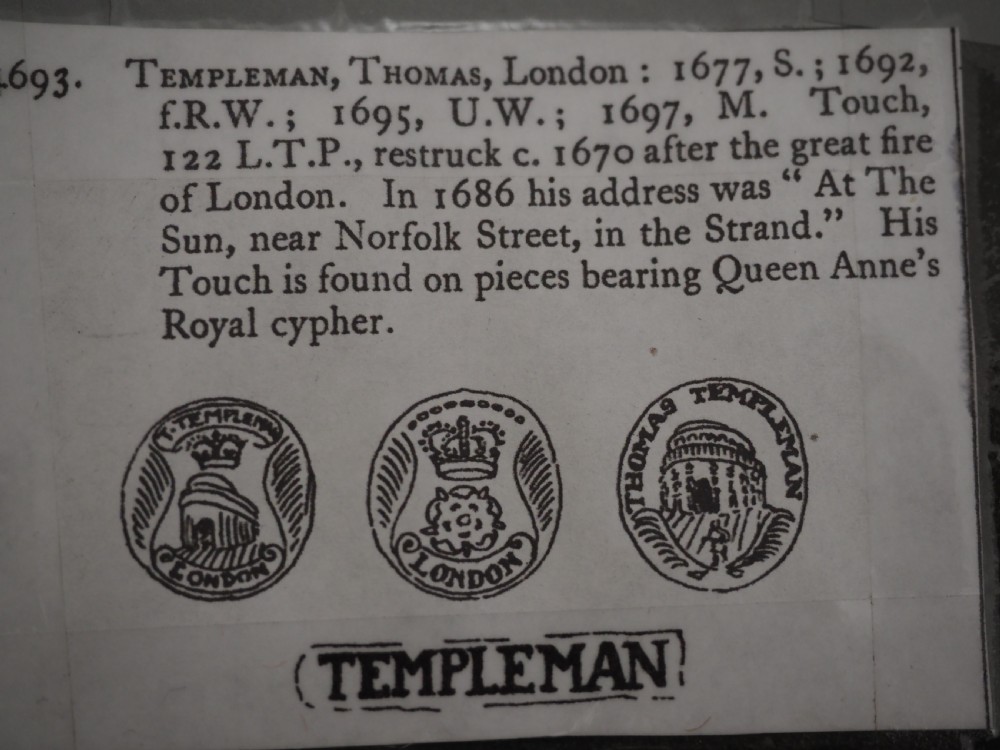 4693. TEMPLEMAN, THOMAS, London : 1677, S. ; 1692,
f.R.W. ; 1695, U.W. ; 1697, M. Touch,
122 L.T.P., restruck c. 1670 after the great fire
of London. In 1686 his address was “ At The
Sun, near Norfolk Street, in the Strand.” His
Touch is found on pieces bearing Queen Anne's
Royal cypher.
T·TEMPLEMA
LONDON
LONDON
THOMAS TEMPLEMAN
TEMPLEMAN